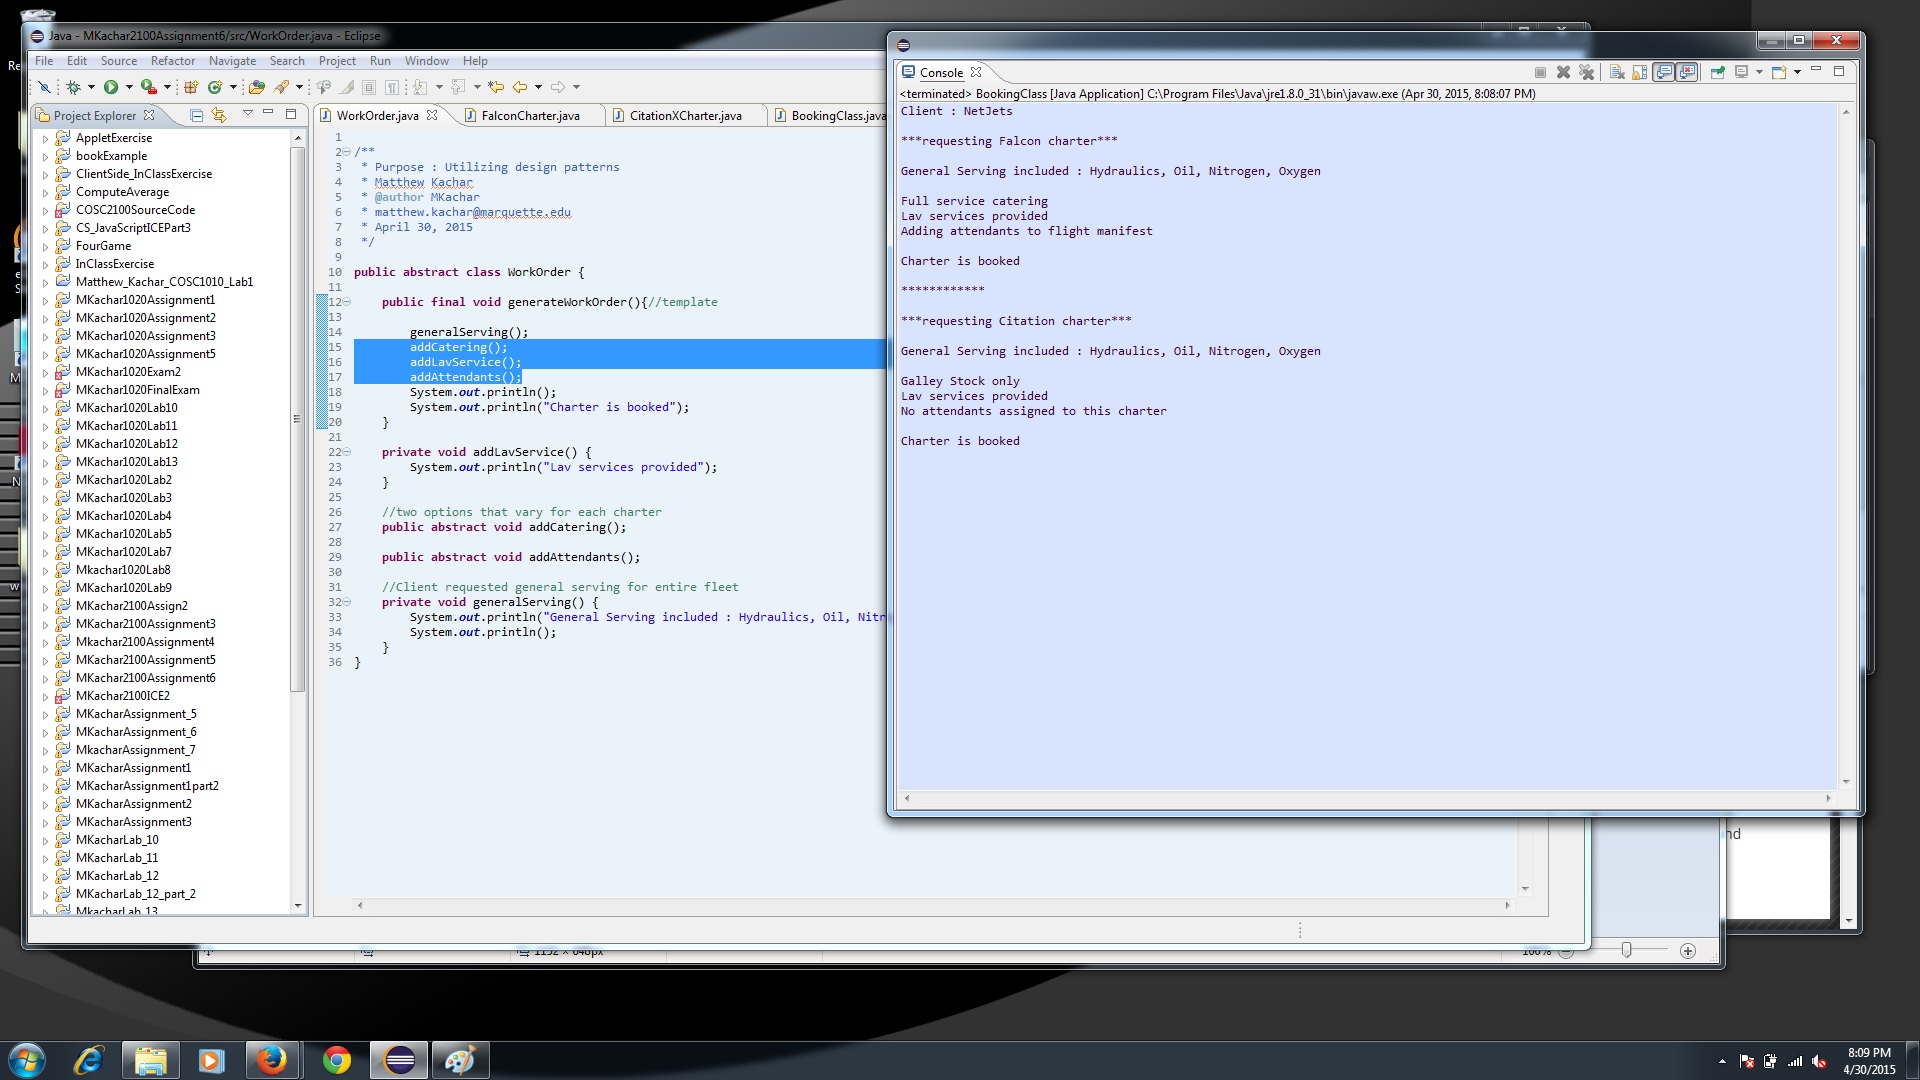 Java - MKachar2100Assignment6/src/WorkOrder.java - Eclipse
File Edit Source Refactor Navigate Search Project Run Window Help
Project Explorer
AppletExercise
bookExample
ClientSide_InClassExercise
ComputeAverage
COSC2100SourceCode
CS_JavaScriptICEPart3
FourGame
InClassExercise
Matthew_Kachar_COSC1010_Lab1
MKachar1020Assignment1
MKachar1020Assignment2
MKachar1020Assignment3
MKachar1020Assignment5
MKachar1020Exam2
MKachar1020FinalExam
MKachar1020Lab10
MKachar1020Lab11
MKachar1020Lab12
MKachar1020Lab13
MKachar1020Lab2
MKachar1020Lab3
MKachar1020Lab4
MKachar1020Lab5
MKachar1020Lab7
Mkachar1020Lab8
MKachar1020Lab9
MKachar2100Assign2
MKachar2100Assignment3
Mkachar2100Assignment4
MKachar2100Assignment5
MKachar2100Assignment6
MKachar2100ICE2
MKacharAssignment_5
MKacharAssignment_6
MkacharAssignment_7
MKacharAssignment1
MKacharAssignment1part2
MKacharAssignment2
MKacharAssignment3
MKacharLab_10
MKacharLab_11
MKacharLab_12
MKacharLab_12_part_2
MkacharLab_13
WorkOrder.java FalconCharter.java CitationXCharter.java BookingClass.java
1
2 /**
3 * Purpose : Utilizing design patterns
4 * Matthew Kachar
5 * @author MKachar
6 * matthew.kachar@marquette.edu
7 * April 30, 2015
8 */
9
10 public abstract class WorkOrder {
11
12 public final void generateWorkOrder(){//template
13
14 generalServing();
15 addCatering();
16 addLavService();
17 addAttendants();
18 System.out.println();
19 System.out.println("Charter is booked");
20 }
21
22 private void addLavService() {
23 System.out.println("Lav services provided");
24 }
25
26 //two options that vary for each charter
27 public abstract void addCatering();
28
29 public abstract void addAttendants();
30
31 //Client requested general serving for entire fleet
32 private void generalServing() {
33 System.out.println("General Serving included : Hydraulics, Oil, Nitr
34 System.out.println();
35 }
36 }
Console
<terminated> BookingClass [Java Application] C:\Program Files\Java\jre1.8.0_31\bin\javaw.exe (Apr 30, 2015, 8:08:07 PM)
Client : NetJets
***requesting Falcon charter***
General Serving included : Hydraulics, Oil, Nitrogen, Oxygen
Full service catering
Lav services provided
Adding attendants to flight manifest
Charter is booked
************
***requesting Citation charter***
General Serving included : Hydraulics, Oil, Nitrogen, Oxygen
Galley Stock only
Lav services provided
No attendants assigned to this charter
Charter is booked
nd
100%
8:09 PM
4/30/2015